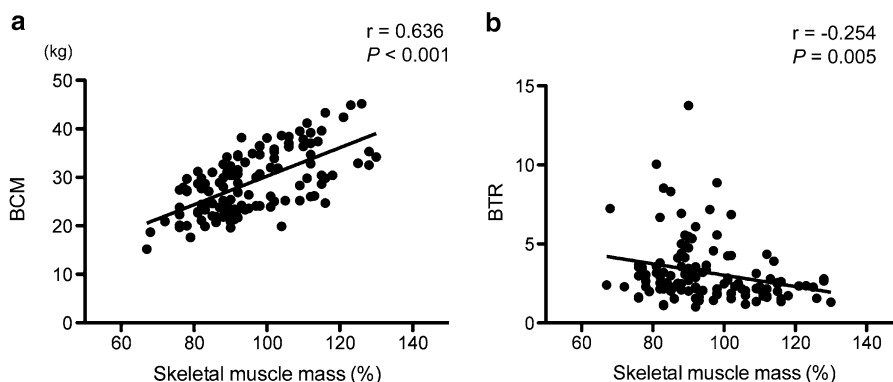 a
(kg)
r = 0.636
P < 0.001
50
40
30
20
10
0
BCM
60 80 100 120 140
Skeletal muscle mass (%)
b
r = -0.254
P = 0.005
15
10
5
0
BTR
60 80 100 120 140
Skeletal muscle mass (%)